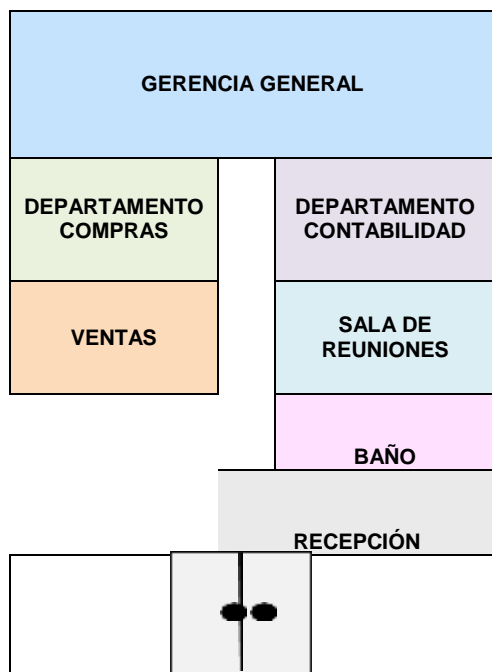 GERENCIA GENERAL
DEPARTAMENTO
COMPRAS
DEPARTAMENTO
CONTABILIDAD
VENTAS
SALA DE
REUNIONES
BAÑO
RECEPCIÓN